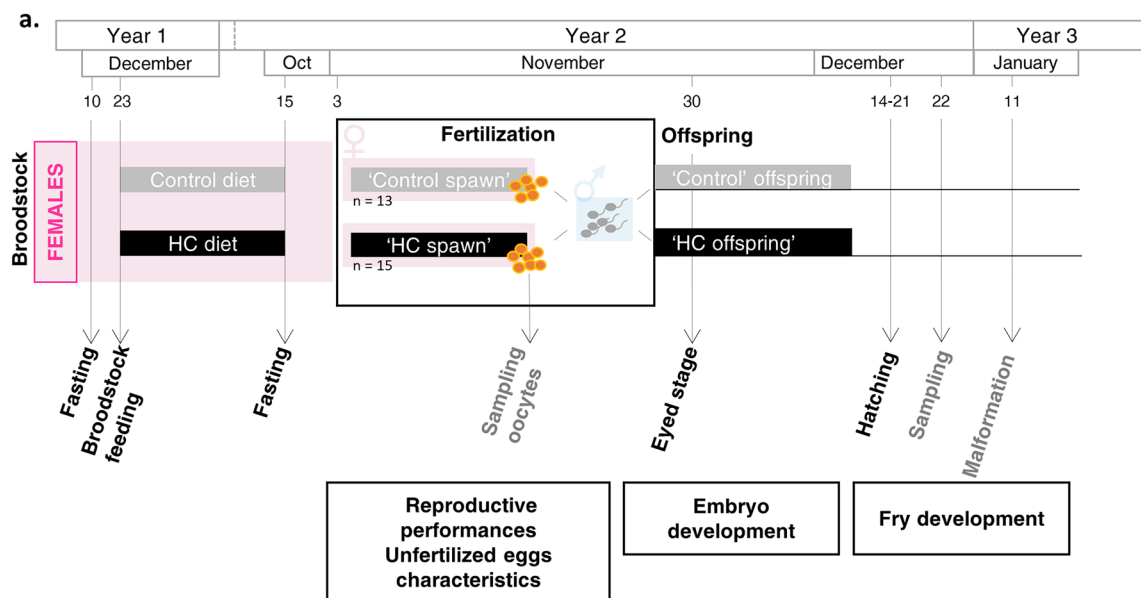 a.
Year 1
Year 2
Year 3
December
Oct
November
December
January
10
23
15
3
30
14-21
22
11
Broodstock
FEMALES
Control diet
HC diet
Fertilization
♀
'Control spawn'
n = 13
'HC spawn'
n = 15
♂
Offspring
'Control' offspring
'HC offspring'
Fasting
Broodstock
feeding
Fasting
Sampling
oocytes
Eyed stage
Hatching
Sampling
Malformation
Reproductive
performances
Unfertilized eggs
characteristics
Embryo
development
Fry development